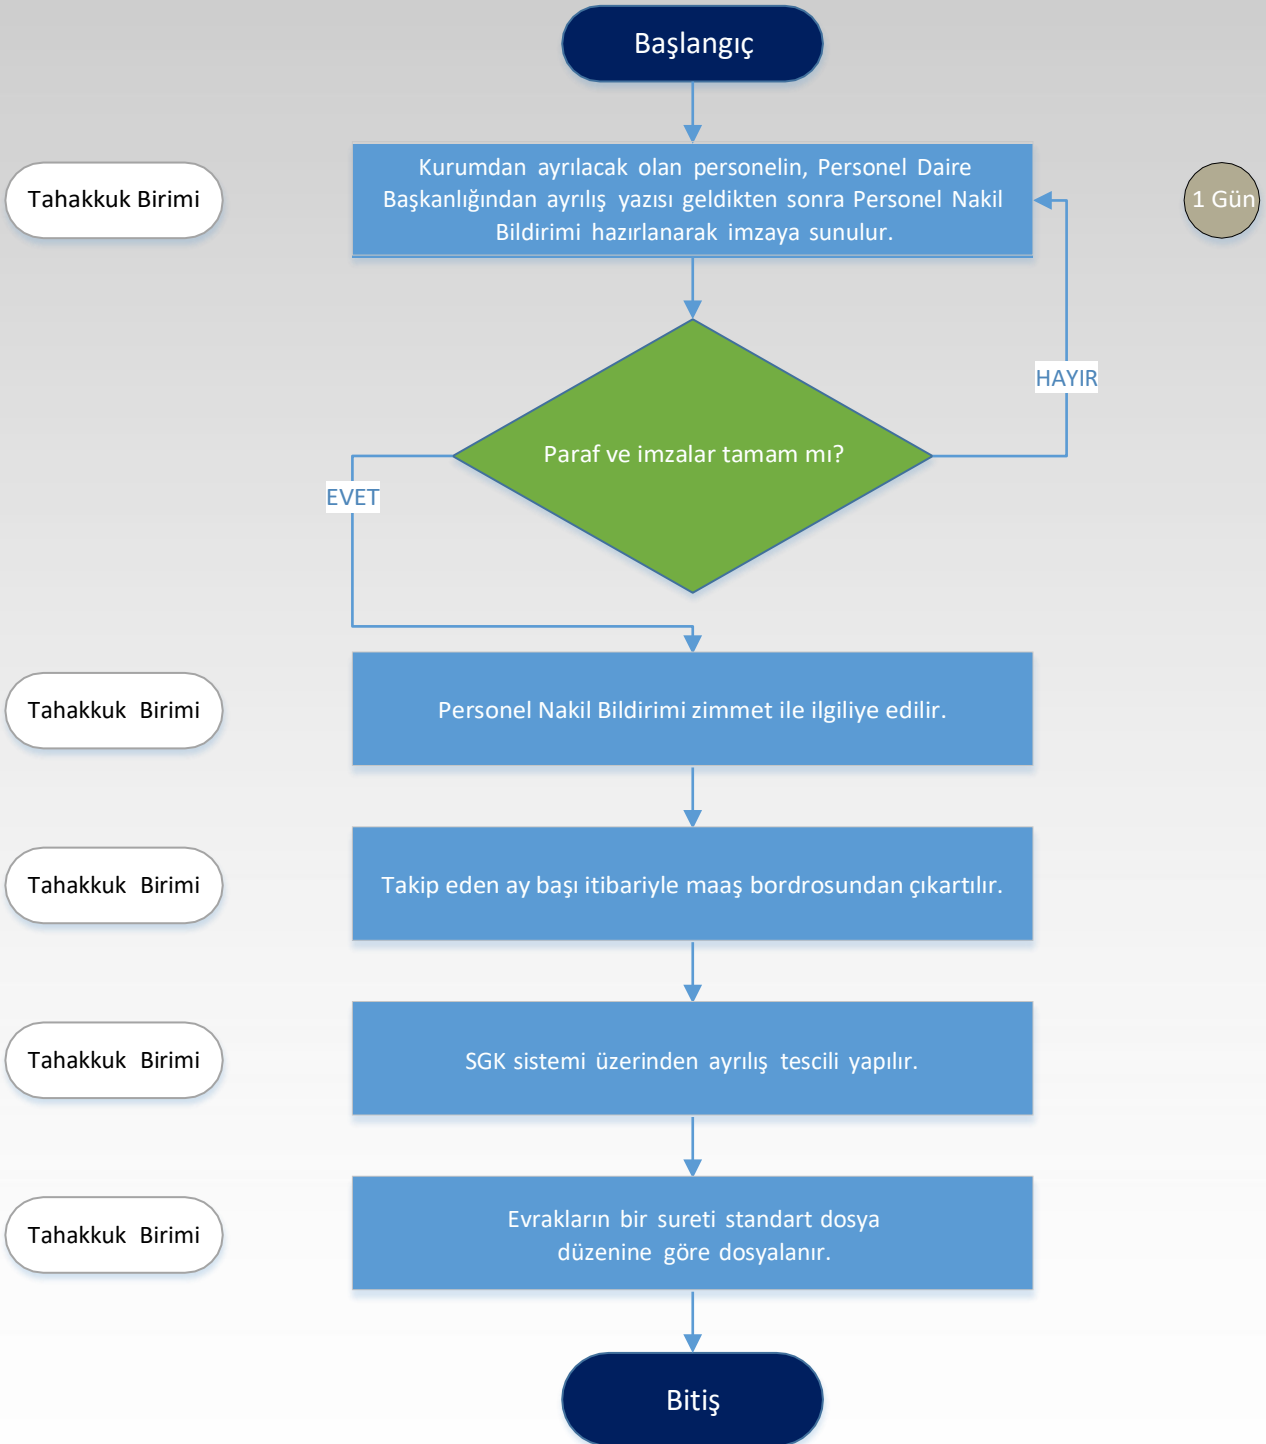 Başlangıç
Tahakkuk Birimi
Kurumdan ayrılacak olan personelin, Personel Daire
Başkanlığından ayrılış yazısı geldikten sonra Personel Nakil
Bildirimi hazırlanarak imzaya sunulur.
1 Gün
HAYIR
Paraf ve imzalar tamam mı?
EVET
Tahakkuk Birimi
Personel Nakil Bildirimi zimmet ile ilgiliye edilir.
Tahakkuk Birimi
Takip eden ay başı itibariyle maaş bordrosundan çıkartılır.
Tahakkuk Birimi
SGK sistemi üzerinden ayrılış tescili yapılır.
Tahakkuk Birimi
Evrakların bir sureti standart dosya
düzenine göre dosyalanır.
Bitiş